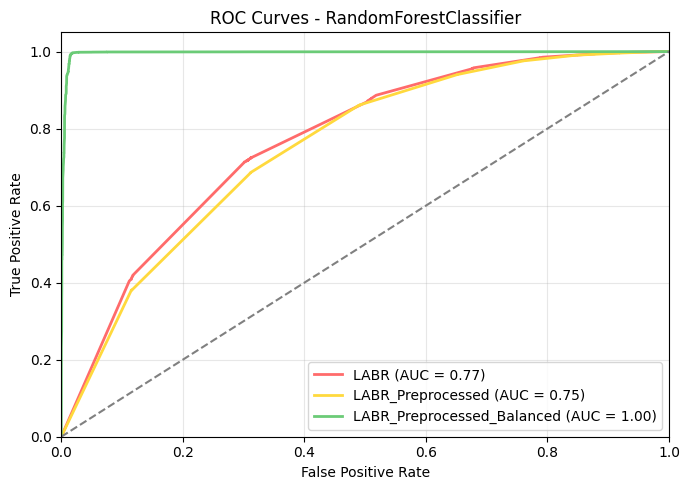 ROC Curves - RandomForestClassifier
True Positive Rate
1.0
0.8
0.6
0.4
0.2
0.0
LABR (AUC = 0.77)
LABR_Preprocessed (AUC = 0.75)
LABR_Preprocessed_Balanced (AUC = 1.00)
0.0 0.2 0.4 0.6 0.8 1.0
False Positive Rate